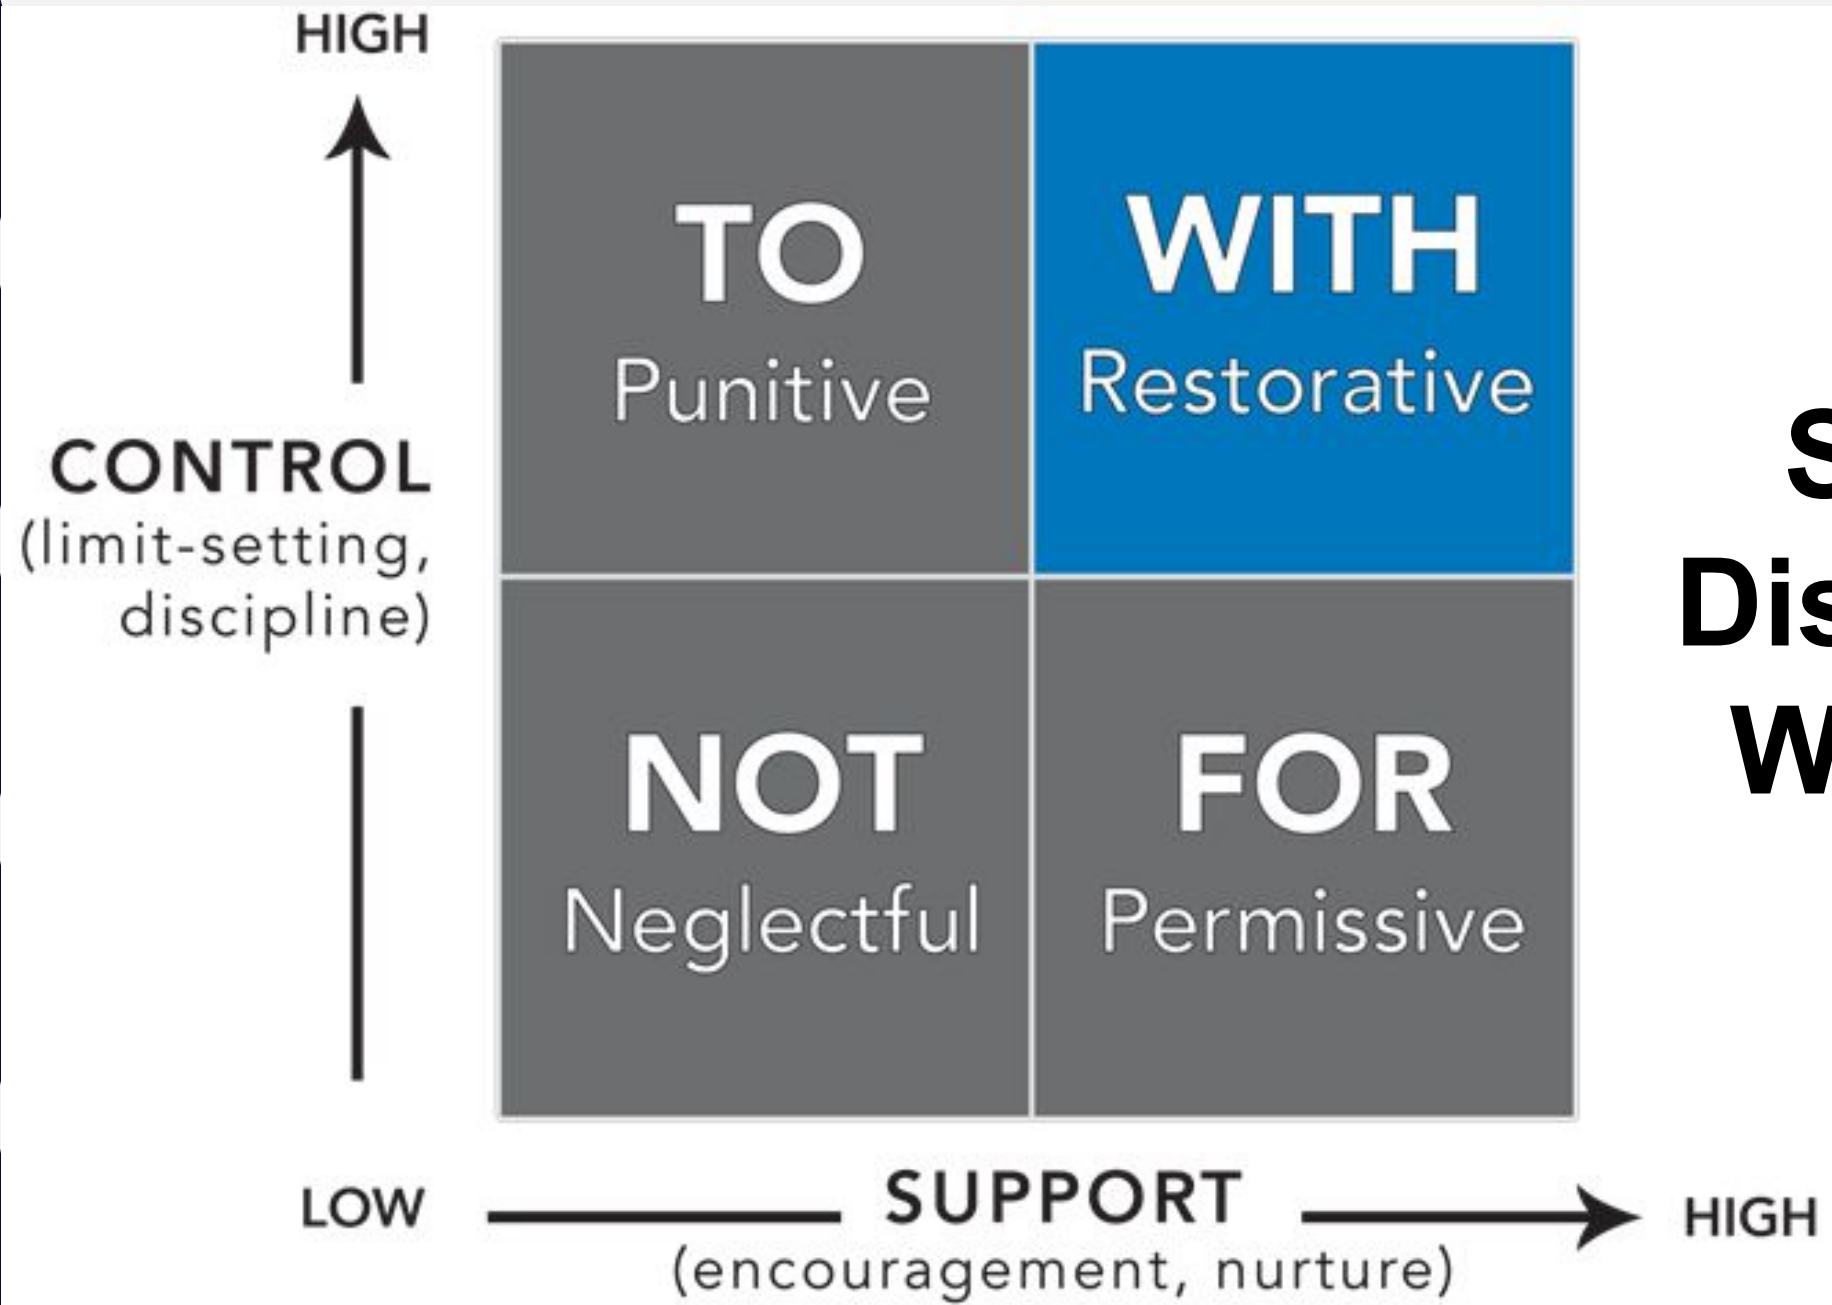 HIGH
TO
Punitive
WITH
Restorative
CONTROL
(limit-setting,
discipline)
NOT
Neglectful
FOR
Permissive
LOW
SUPPORT
(encouragement, nurture)
HIGH